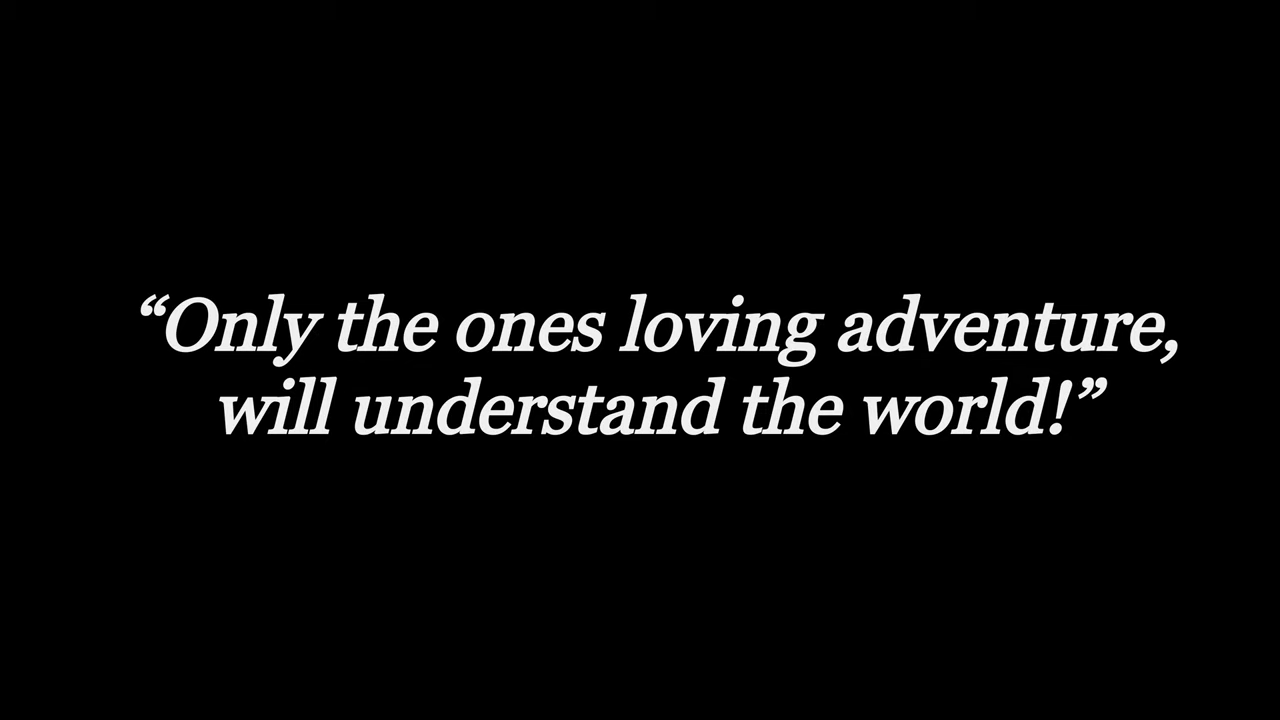 “Only the ones loving adventure,
will understand the world!”